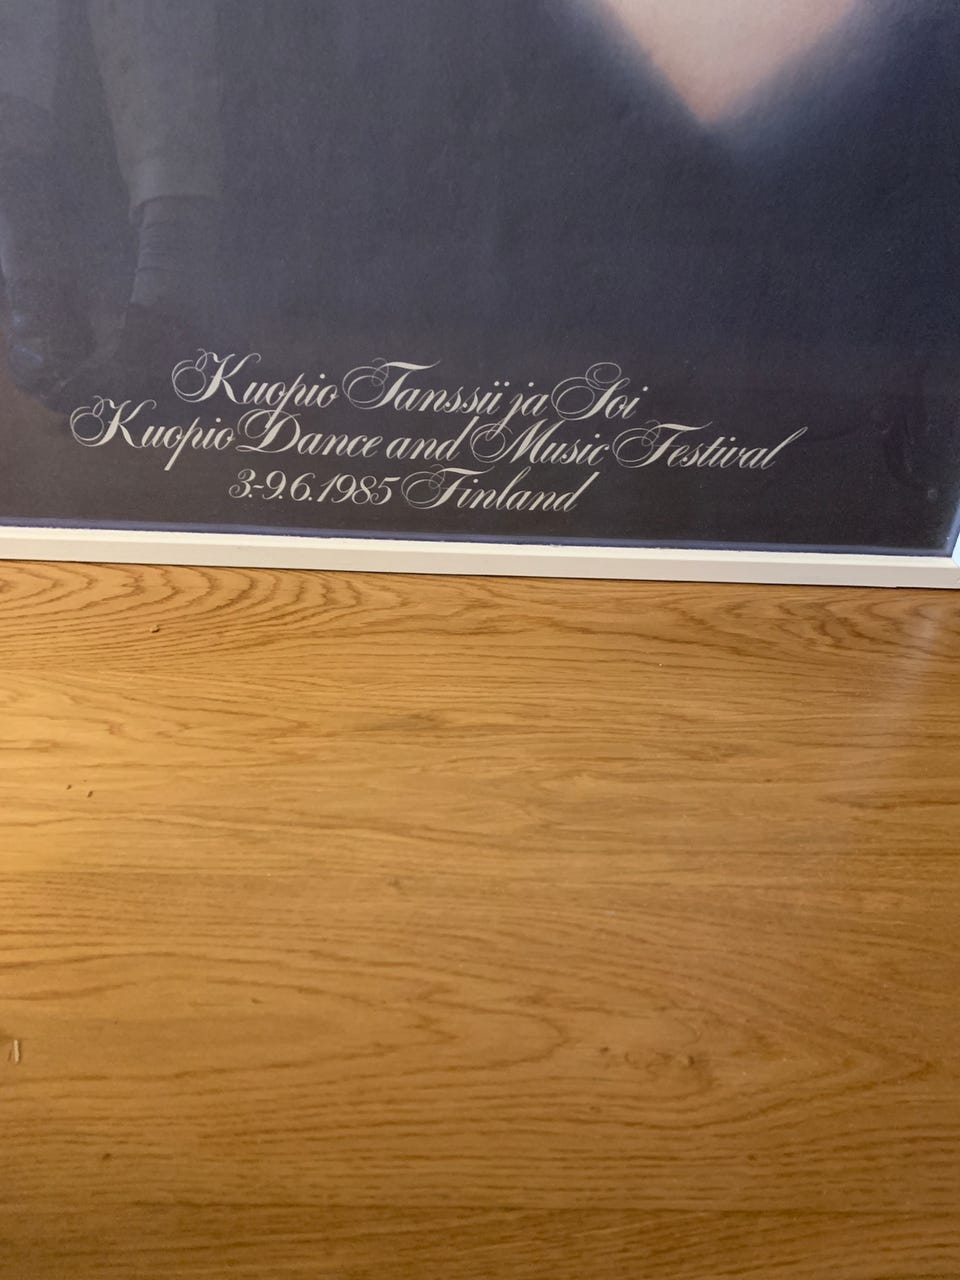 Kuopio Tanssii ja Soi
Kuopio Dance and Music Festival
3.-9.6.1985 Finland